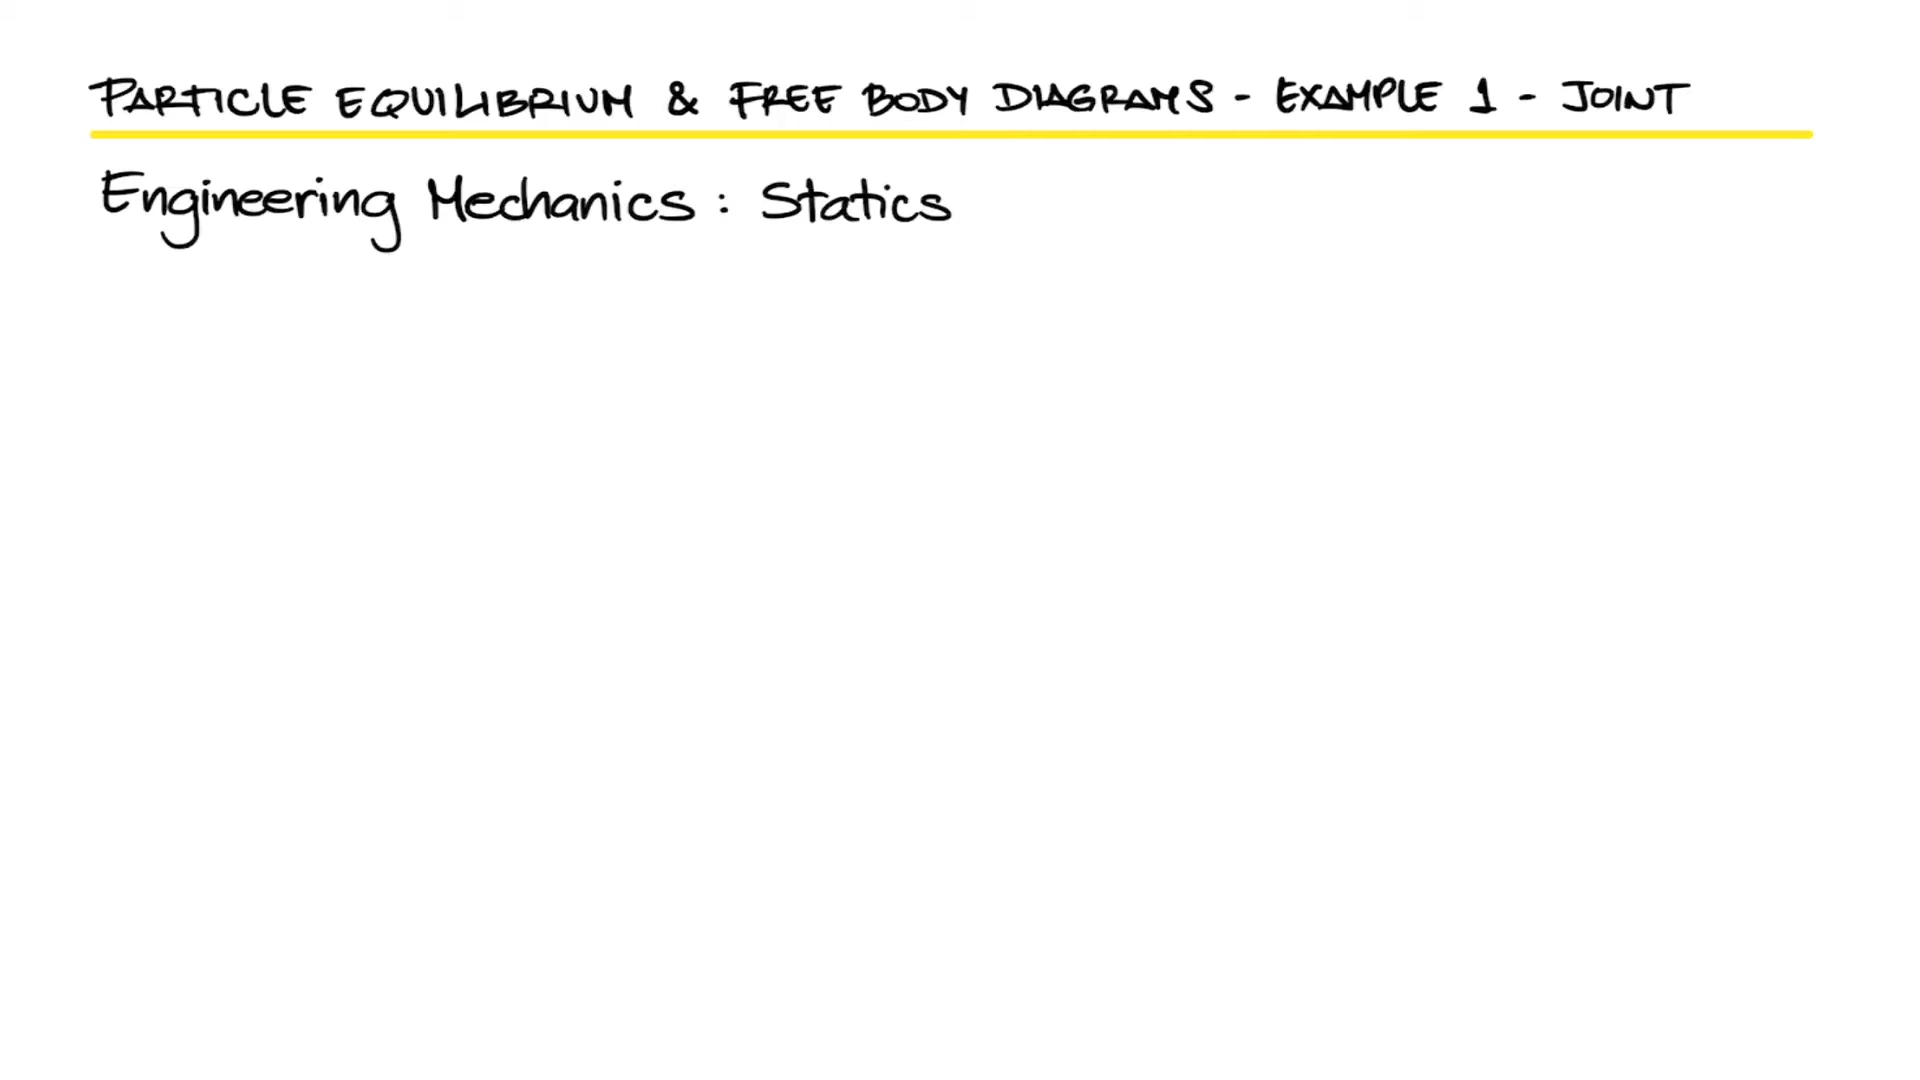 PARTICLE EQUILIBRIUM & FREE BODY DIAGRAMS - EXAMPLE 1 - JOINT
Engineering Mechanics : Statics